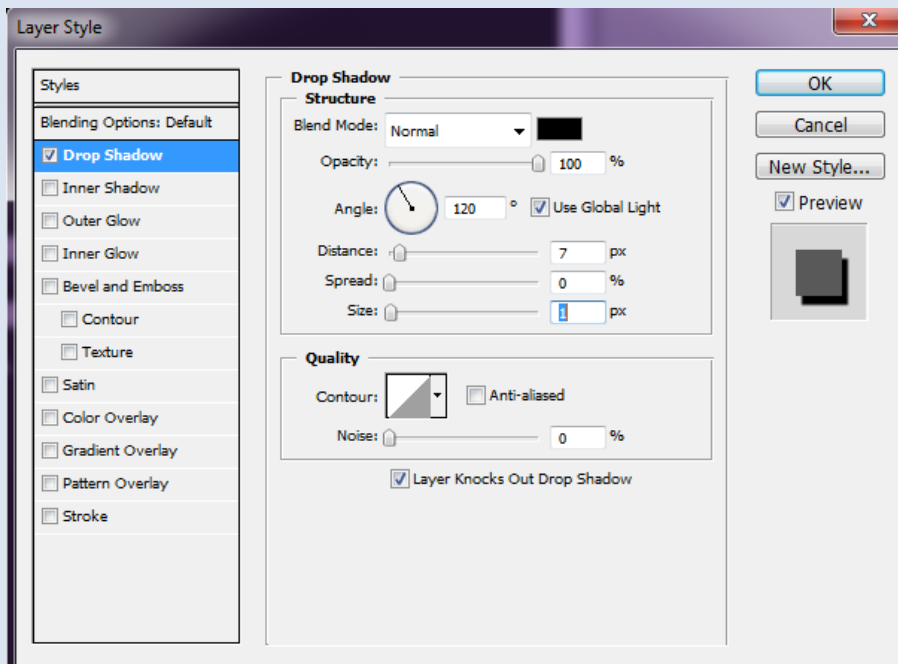 Layer Style
Styles
Blending Options: Default
Drop Shadow
Inner Shadow
Outer Glow
Inner Glow
Bevel and Emboss
Contour
Texture
Satin
Color Overlay
Gradient Overlay
Pattern Overlay
Stroke
Drop Shadow
Structure
Blend Mode: Normal
Opacity: 100 %
Angle: 120 ° Use Global Light
Distance: 7 px
Spread: 0 %
Size: 1 px
Quality
Contour: Anti-aliased
Noise: 0 %
Layer Knocks Out Drop Shadow
OK
Cancel
New Style...
Preview